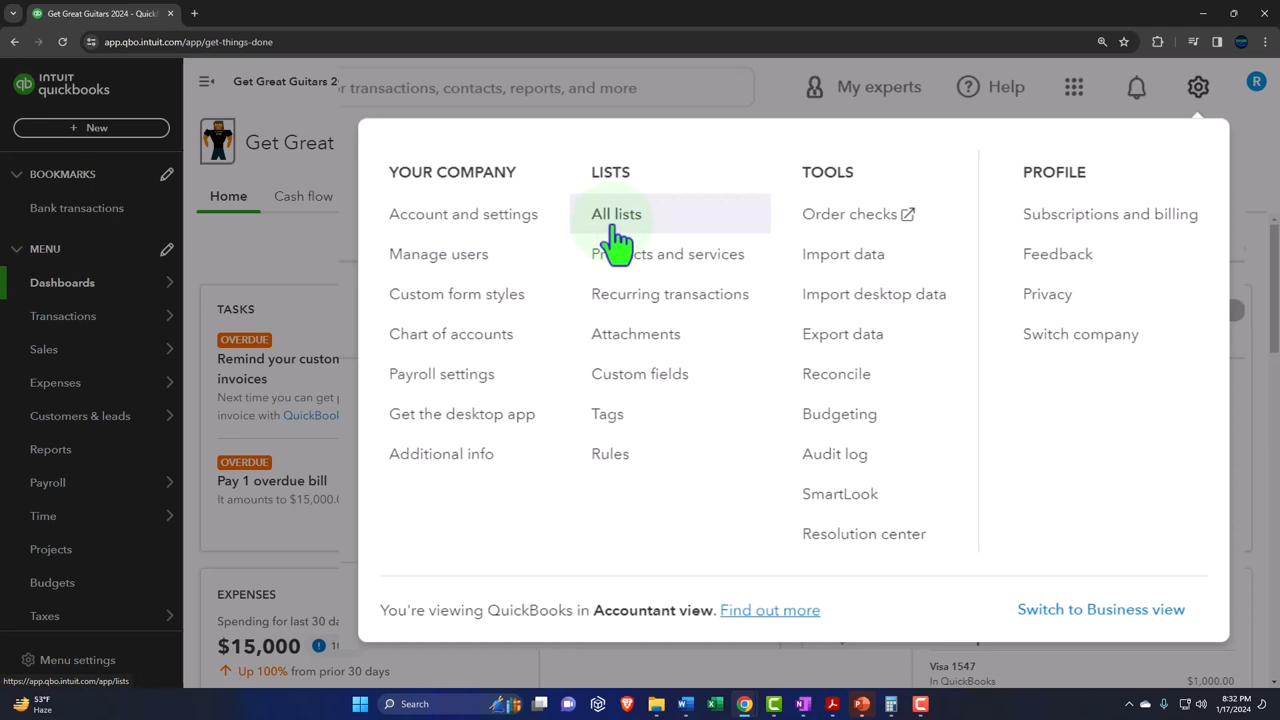 Get Great Guitars 2024 - Quick
app.qbo.intuit.com/app/get-things-done
INTUIT
quickbooks
Get Great Guitars 2
r transactions, contacts, reports, and more
My experts
Help
R
+ New
Get Great
BOOKMARKS
Bank transactions
Home
Cash flow
MENU
Dashboards
Transactions
Sales
Expenses
Customers & leads
Reports
Payroll
Time
Projects
Budgets
Taxes
Menu settings
https://app.qbo.intuit.com/app/lists
TASKS
OVERDUE
Remind your custon
invoices
Next time you can get p
invoice with QuickBook
OVERDUE
Pay 1 overdue bill
It amounts to $15,000.
EXPENSES
Spending for last 30 da
$15,000
10
Up 100% from prior 30 days
YOUR COMPANY
Account and settings
Manage users
Custom form styles
Chart of accounts
Payroll settings
Get the desktop app
Additional info
LISTS
All lists
Products and services
Recurring transactions
Attachments
Custom fields
Tags
Rules
TOOLS
Order checks
Import data
Import desktop data
Export data
Reconcile
Budgeting
Audit log
SmartLook
Resolution center
PROFILE
Subscriptions and billing
Feedback
Privacy
Switch company
You're viewing QuickBooks in Accountant view. Find out more
Switch to Business view
Visa 1547
In QuickBooks
$1,000.00
53°F
Haze
Search
8:32 PM
1/17/2024